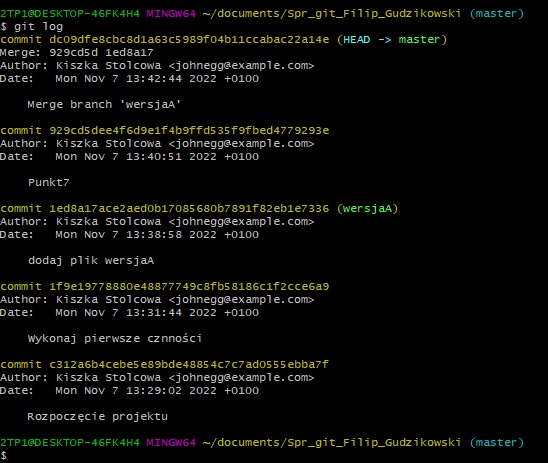 2TP1@DESKTOP-46FK4H4 MINGW64 ~/documents/Spr_git_Filip_Gudzikowski (master)
$ git log
commit dc09dfe8cbc8d1a63c5989f04b11ccabac22a14e (HEAD -> master)
Merge: 929cd5d 1ed8a17
Author: Kiszka Stolcowa <johnegg@example.com>
Date:   Mon Nov 7 13:42:44 2022 +0100
Merge branch 'wersjaA'
commit 929cd5dee4f6d9e1f4b9ffd535f9fbed4779293e
Author: Kiszka Stolcowa <johnegg@example.com>
Date:   Mon Nov 7 13:40:51 2022 +0100
Punkt7
commit 1ed8a17ace2aed0b17085680b7891f82eb1e7336 (wersjaA)
Author: Kiszka Stolcowa <johnegg@example.com>
Date:   Mon Nov 7 13:38:58 2022 +0100
dodaj plik wersjaA
commit 1f9e19778880e48877749c8fb58186c1f2cce6a9
Author: Kiszka Stolcowa <johnegg@example.com>
Date:   Mon Nov 7 13:31:44 2022 +0100
Wykonaj pierwsze cznności
commit c312a6b4cebe5e89bde48854c7c7ad0555ebba7f
Author: Kiszka Stolcowa <johnegg@example.com>
Date:   Mon Nov 7 13:29:02 2022 +0100
Rozpoczęcie projektu
2TP1@DESKTOP-46FK4H4 MINGW64 ~/documents/Spr_git_Filip_Gudzikowski (master)
$